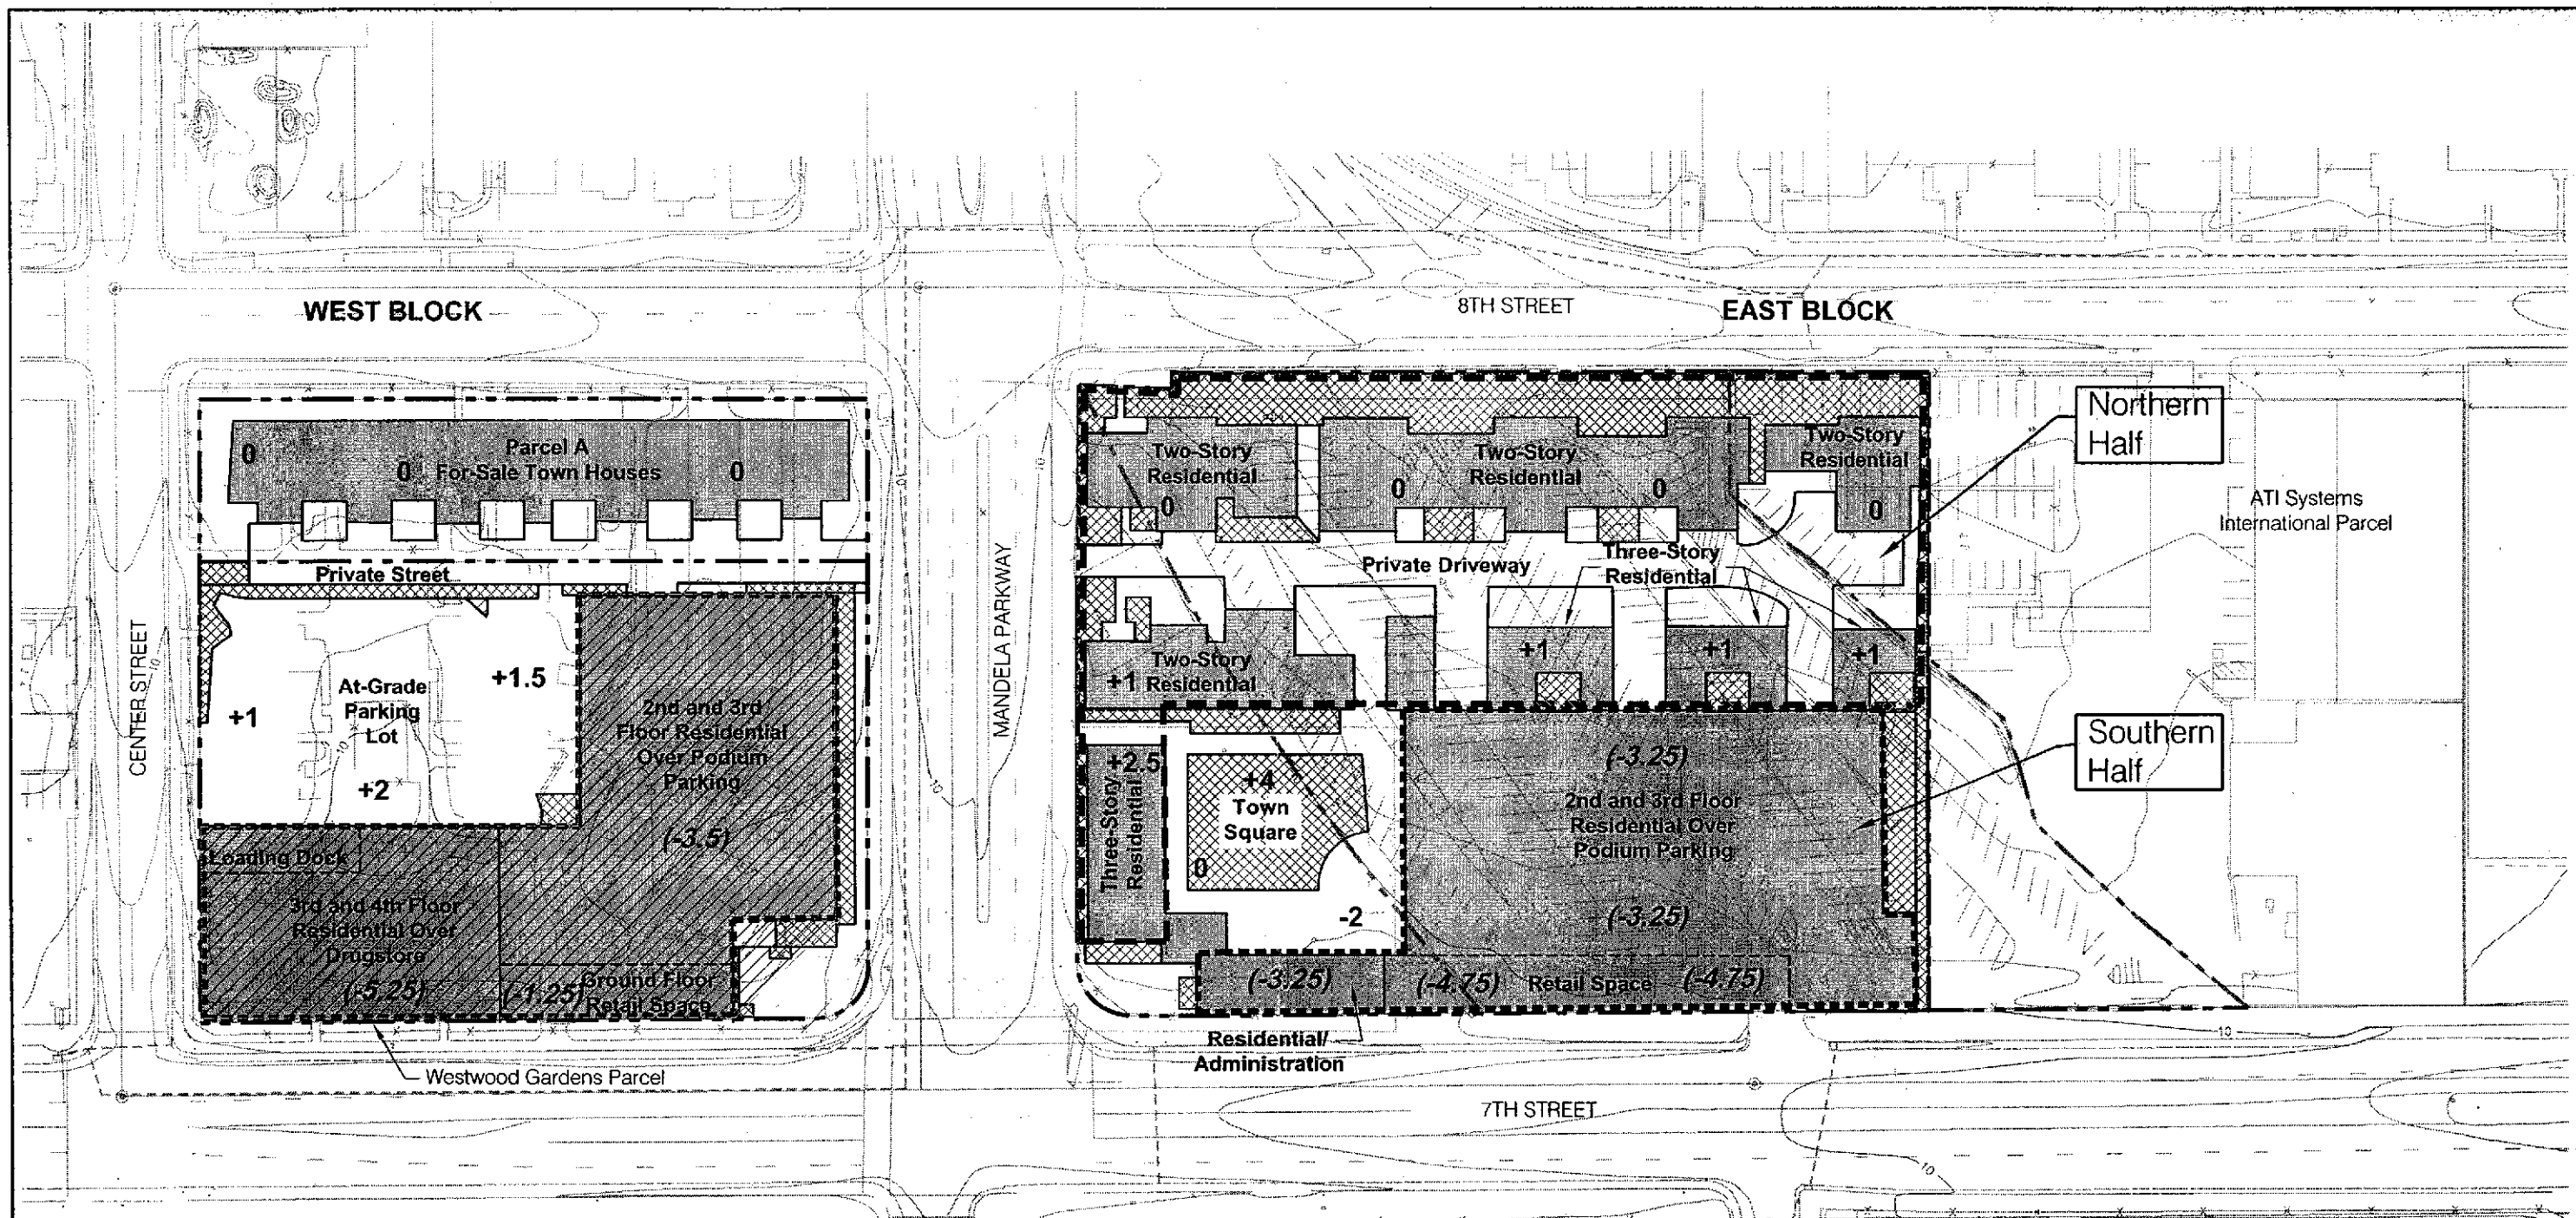 WEST BLOCK
8TH STREET
EAST BLOCK
Parcel A
For-Sale Town Houses
0
0
0
Private Street
CENTER STREET
At-Grade
Parking
Lot
+1.5
+1
+2
2nd and 3rd
Floor Residential
Over Podium
Parking
(-3.5)
Loading Dock
3rd and 4th Floor
Residential Over
Drugstore
(-5.25)
(-1.25)
Ground Floor
Retail Space
Westwood Gardens Parcel
MANDELA PARKWAY
10
10
10
10
Two-Story
Residential
0
Two-Story
Residential
0
0
Two-Story
Residential
0
Northern
Half
ATI Systems
International Parcel
Private Driveway
Three-Story
Residential
Two-Story
Residential
+1
+1
+1
+1
Three-Story
Residential
+2.5
+4
Town
Square
0
-2
(-3.25)
2nd and 3rd Floor
Residential Over
Podium Parking
(-3.25)
Southern
Half
(-3.25)
(-4.75)
Retail Space
(-4.75)
Residential/
Administration
7TH STREET
10
10